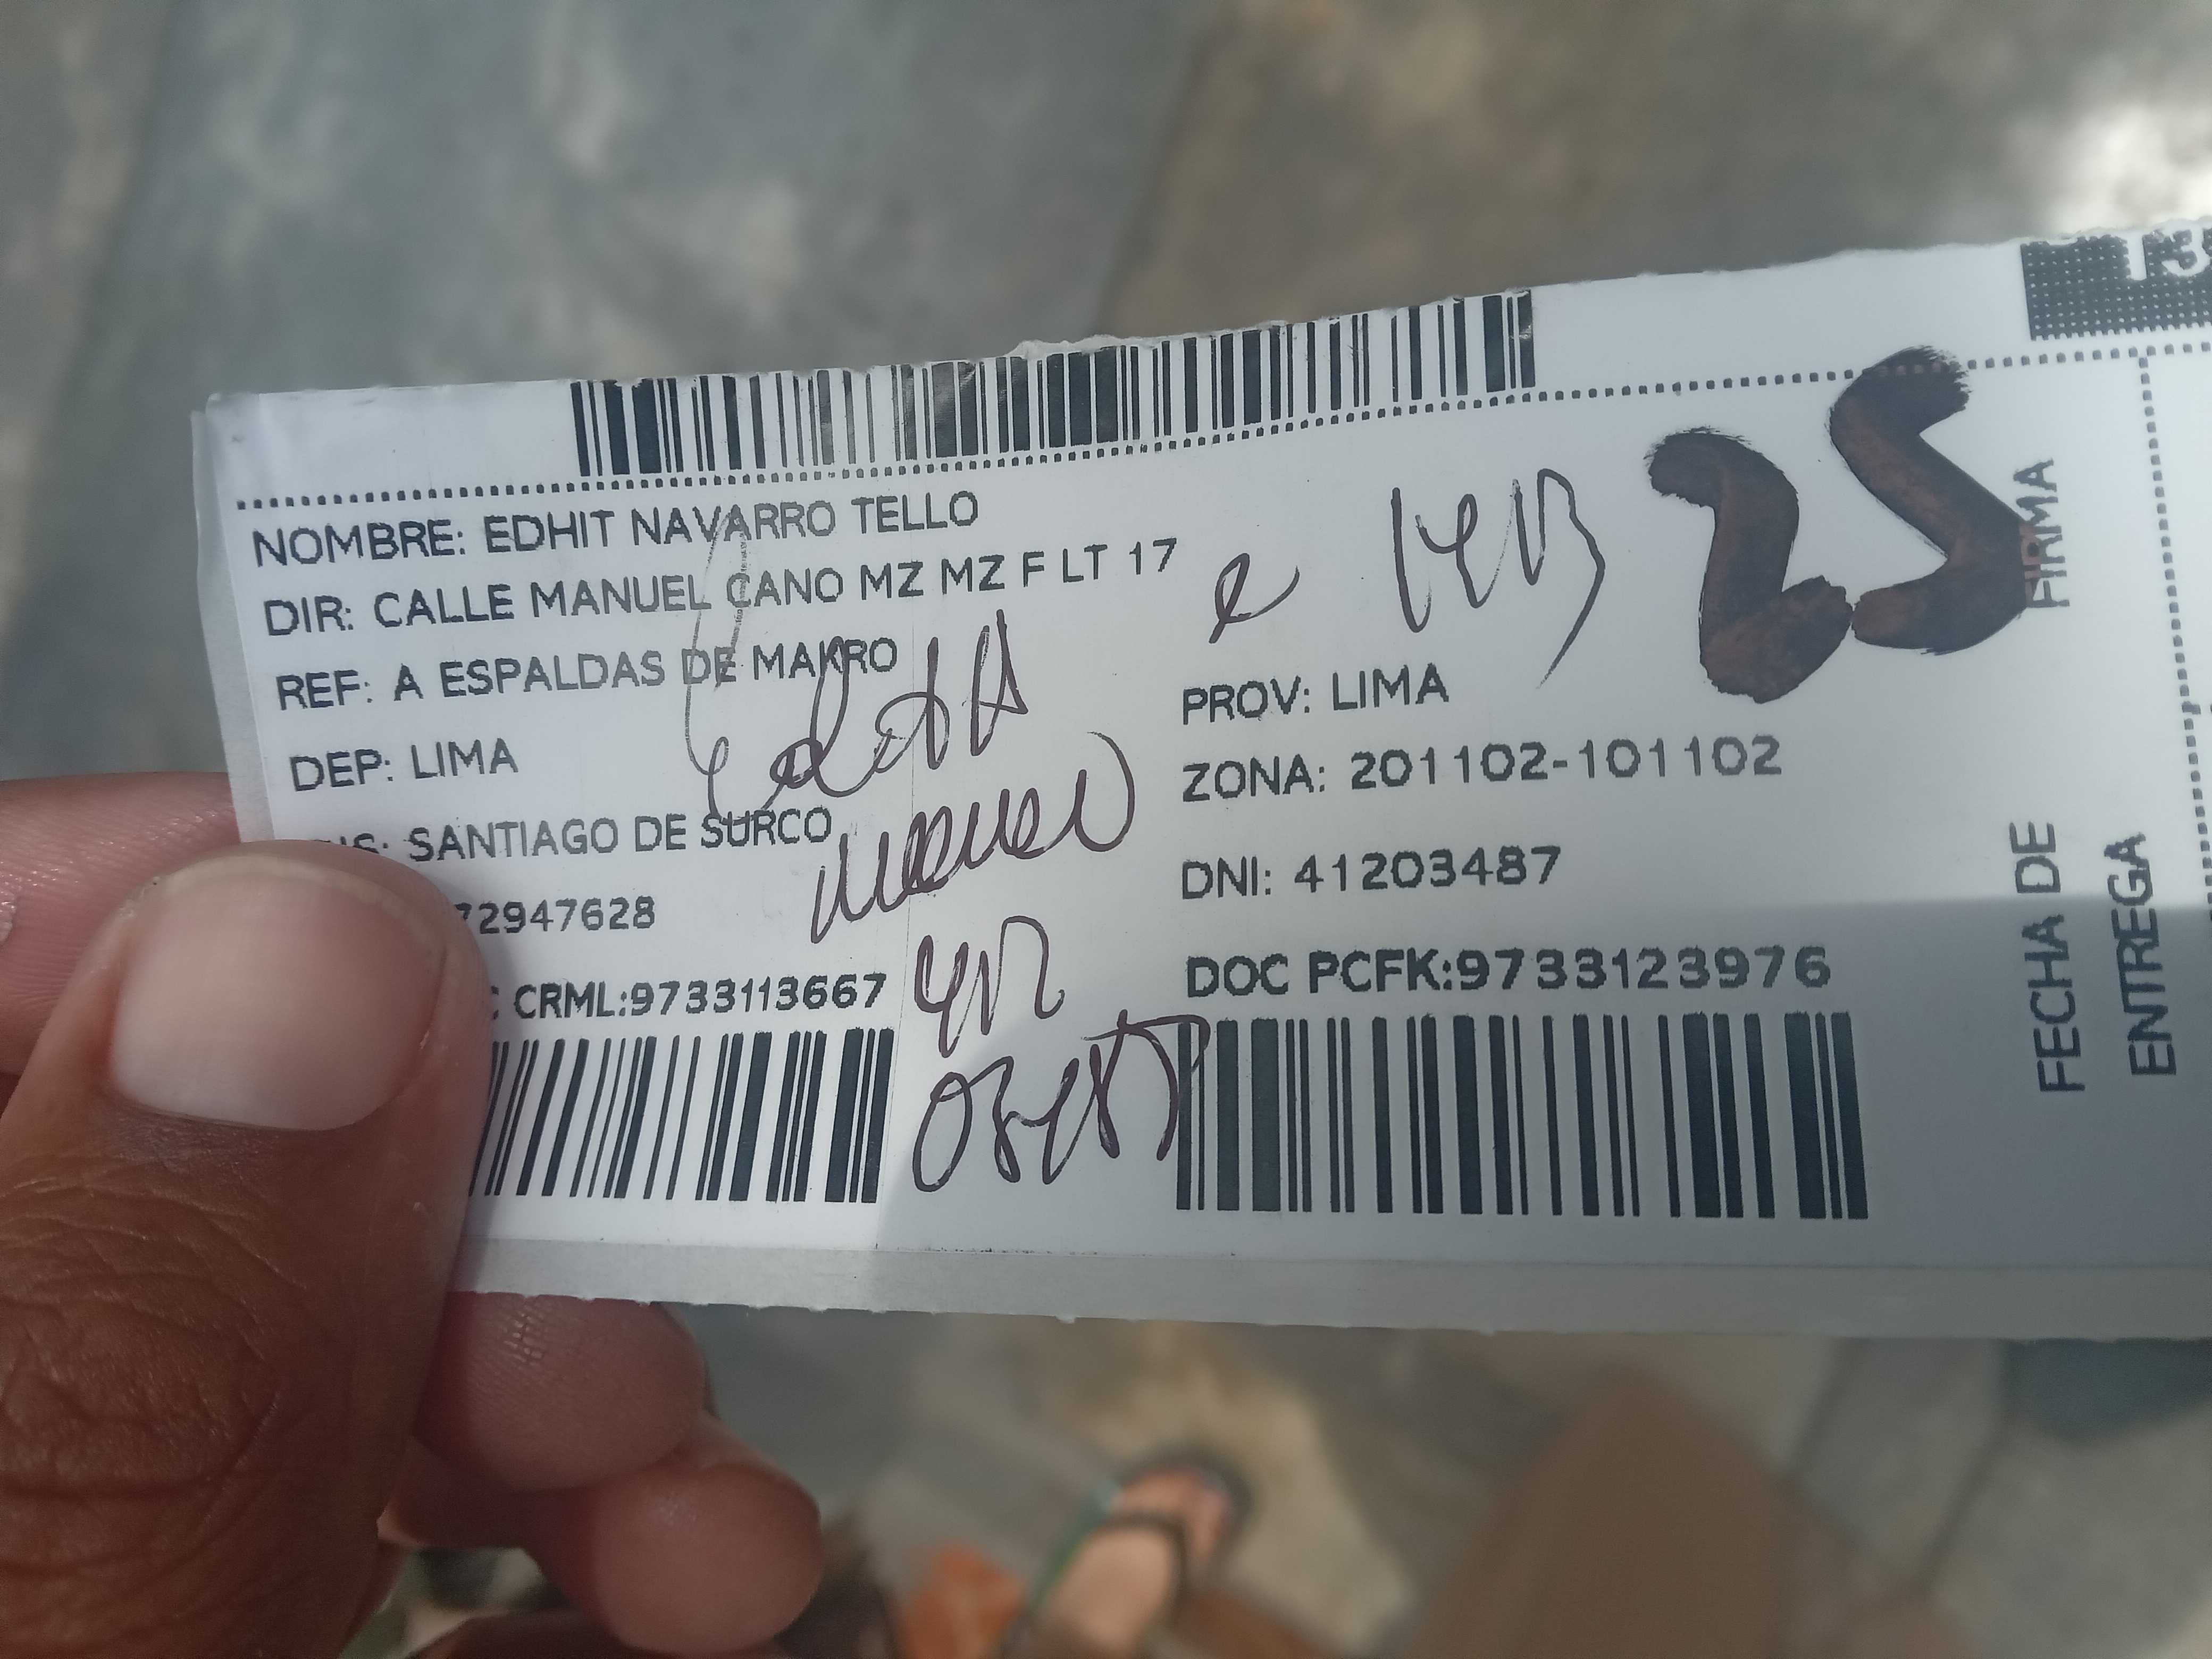 NOMBRE: EDHIT NAVARRO TELLO
DIR: CALLE MANUEL CANO MZ MZ F LT 17
REF: A ESPALDAS DE MAKRO
DEP: LIMA
PROV: LIMA
: SANTIAGO DE SURCO
ZONA: 201102-101102
72947628
DNI: 41203487
CRML:9733113667
DOC PCFK:9733123976
25
FIRMA
FECHA DE
ENTREGA